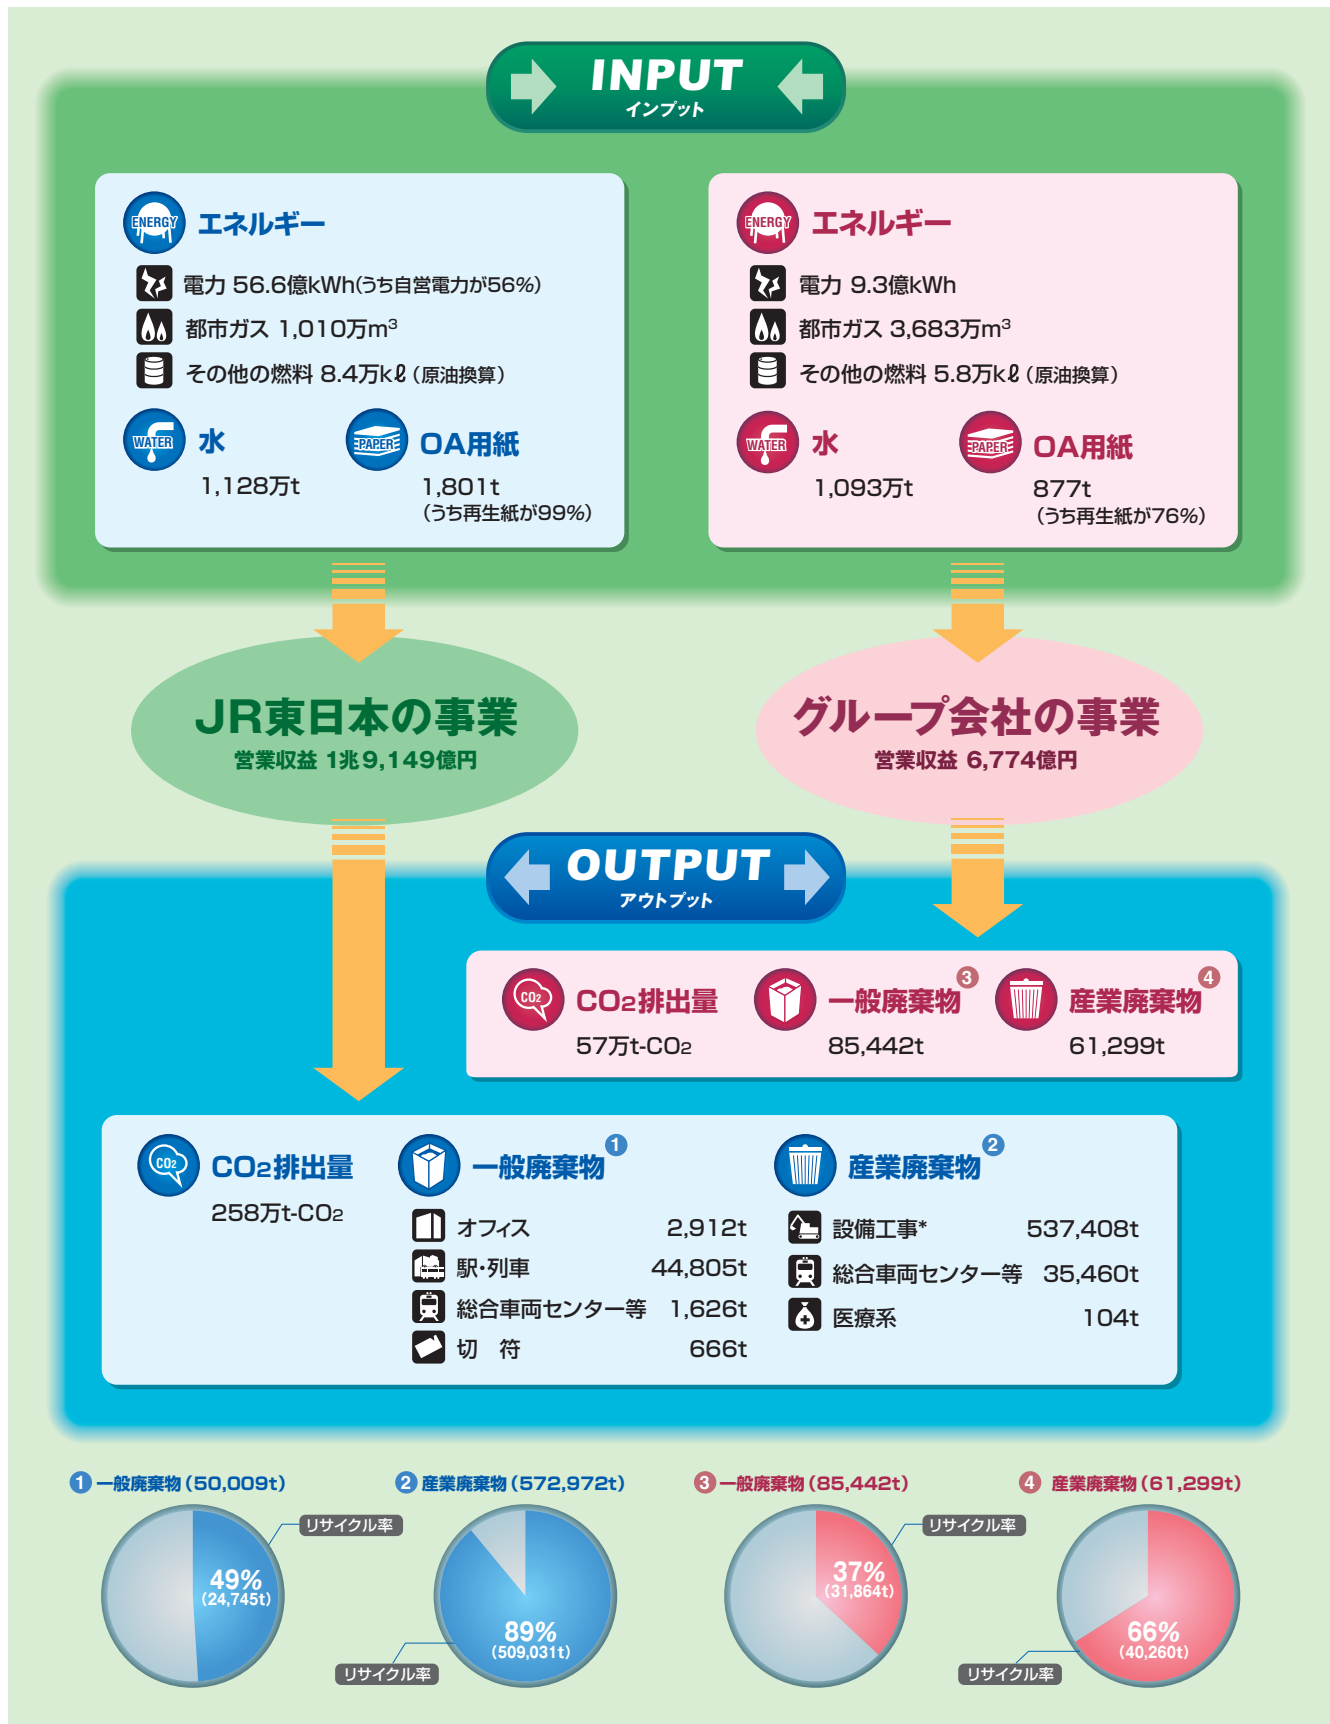 INPUT
インプット
ENERGY エネルギー
電力 56.6億kWh(うち自営電力が56%)
都市ガス 1,010万m³
その他の燃料 8.4万kℓ（原油換算）
WATER 水
1,128万t
PAPER OA用紙
1,801t
（うち再生紙が99%）
ENERGY エネルギー
電力 9.3億kWh
都市ガス 3,683万m³
その他の燃料 5.8万kℓ（原油換算）
WATER 水
1,093万t
PAPER OA用紙
877t
（うち再生紙が76%）
JR東日本の事業
営業収益 1兆9,149億円
グループ会社の事業
営業収益 6,774億円
OUTPUT
アウトプット
CO2 CO2排出量
57万t-CO2
一般廃棄物 3
85,442t
産業廃棄物 4
61,299t
CO2 CO2排出量
258万t-CO2
一般廃棄物 1
オフィス 2,912t
駅・列車 44,805t
総合車両センター等 1,626t
切　符 666t
産業廃棄物 2
設備工事* 537,408t
総合車両センター等 35,460t
医療系 104t
1 一般廃棄物（50,009t）
リサイクル率
49%
（24,745t）
2 産業廃棄物（572,972t）
89%
（509,031t）
リサイクル率
3 一般廃棄物（85,442t）
リサイクル率
37%
（31,864t）
4 産業廃棄物（61,299t）
66%
（40,260t）
リサイクル率